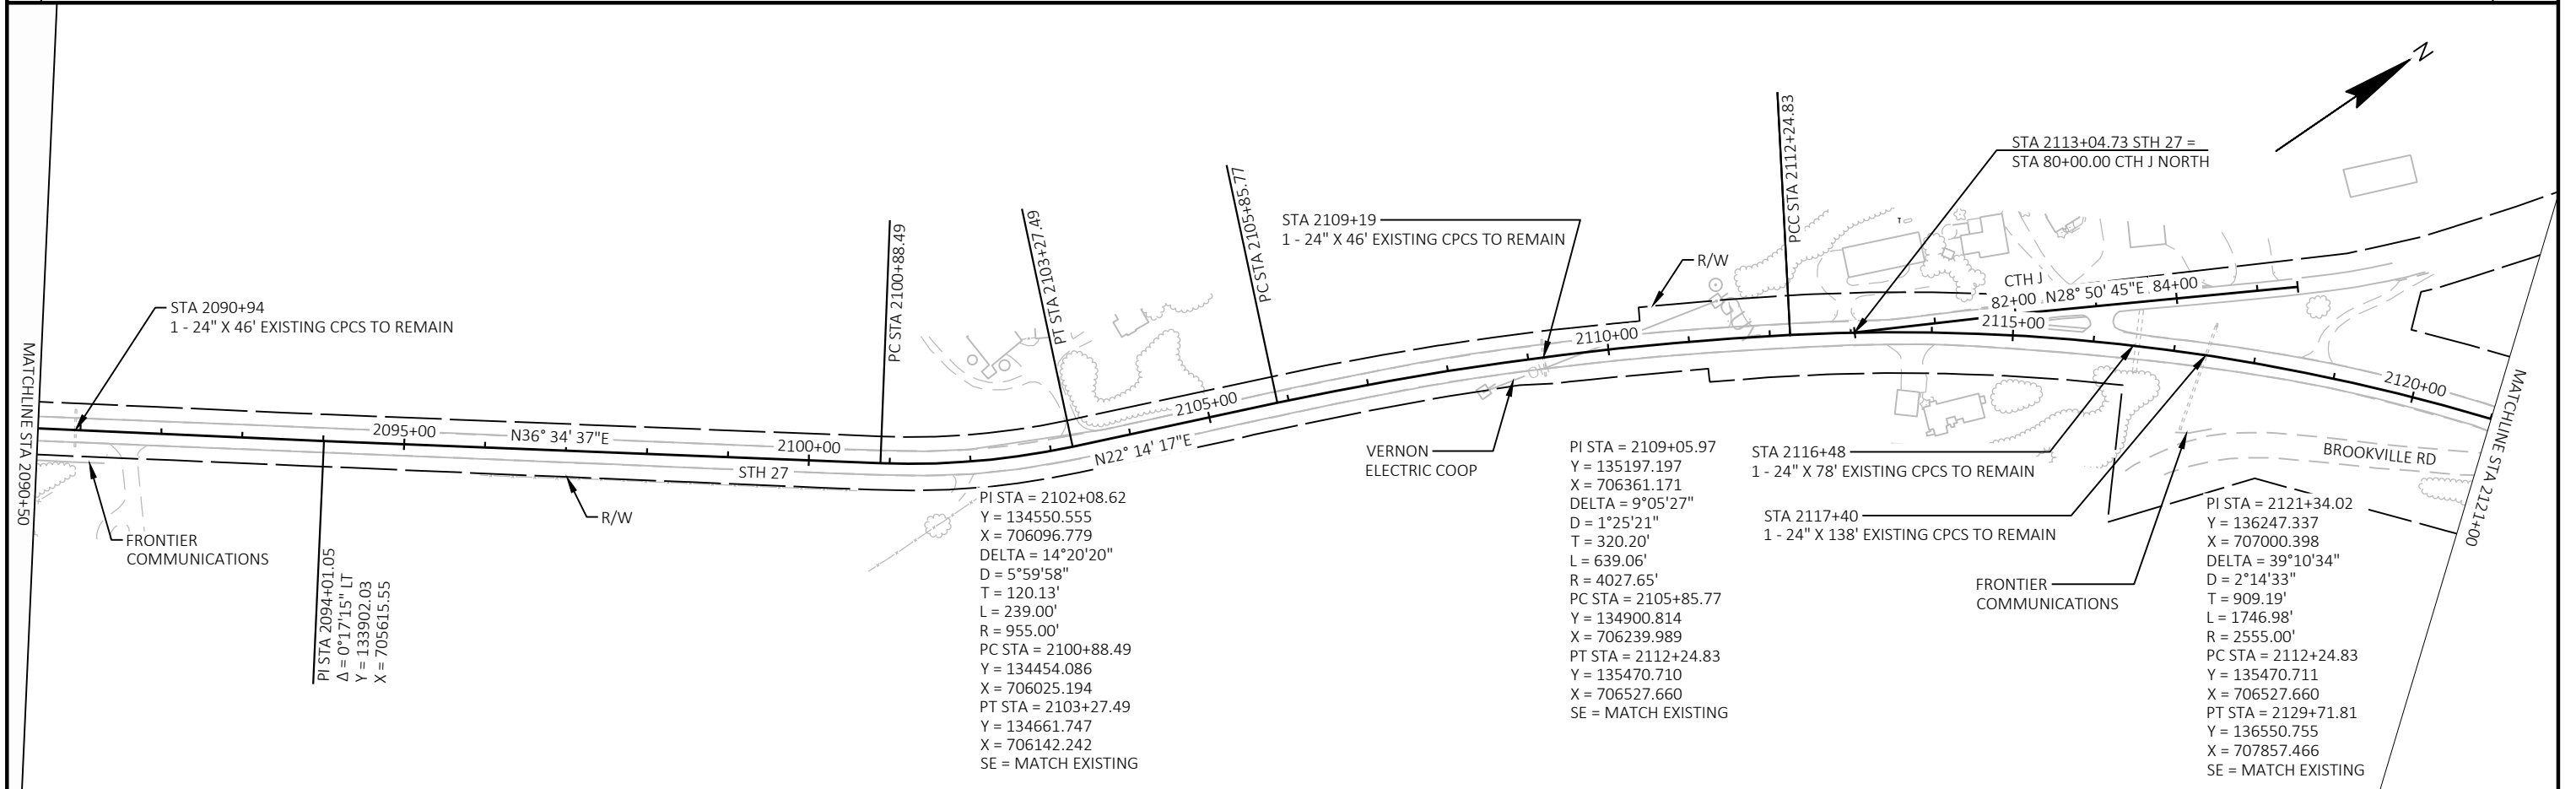 N
MATCHLINE STA 2090+50
STA 2090+94
1 - 24" X 46' EXISTING CPCS TO REMAIN
FRONTIER
COMMUNICATIONS
PI STA 2094+01.05
Δ = 0°17'15" LT
Y = 133902.03
X = 705615.55
2095+00
N36° 34' 37"E
2100+00
STH 27
R/W
PC STA 2100+88.49
PT STA 2103+27.49
PI STA = 2102+08.62
Y = 134550.555
X = 706096.779
DELTA = 14°20'20"
D = 5°59'58"
T = 120.13'
L = 239.00'
R = 955.00'
PC STA = 2100+88.49
Y = 134454.086
X = 706025.194
PT STA = 2103+27.49
Y = 134661.747
X = 706142.242
SE = MATCH EXISTING
2105+00
N22° 14' 17"E
PC STA 2105+85.77
STA 2109+19
1 - 24" X 46' EXISTING CPCS TO REMAIN
VERNON
ELECTRIC COOP
2110+00
R/W
PI STA = 2109+05.97
Y = 135197.197
X = 706361.171
DELTA = 9°05'27"
D = 1°25'21"
T = 320.20'
L = 639.06'
R = 4027.65'
PC STA = 2105+85.77
Y = 134900.814
X = 706239.989
PT STA = 2112+24.83
Y = 135470.710
X = 706527.660
SE = MATCH EXISTING
PCC STA 2112+24.83
STA 2113+04.73 STH 27 =
STA 80+00.00 CTH J NORTH
CTH J
82+00
N28° 50' 45"E
84+00
2115+00
STA 2116+48
1 - 24" X 78' EXISTING CPCS TO REMAIN
STA 2117+40
1 - 24" X 138' EXISTING CPCS TO REMAIN
FRONTIER
COMMUNICATIONS
2120+00
BROOKVILLE RD
PI STA = 2121+34.02
Y = 136247.337
X = 707000.398
DELTA = 39°10'34"
D = 2°14'33"
T = 909.19'
L = 1746.98'
R = 2555.00'
PC STA = 2112+24.83
Y = 135470.711
X = 706527.660
PT STA = 2129+71.81
Y = 136550.755
X = 707857.466
SE = MATCH EXISTING
MATCHLINE STA 2121+00